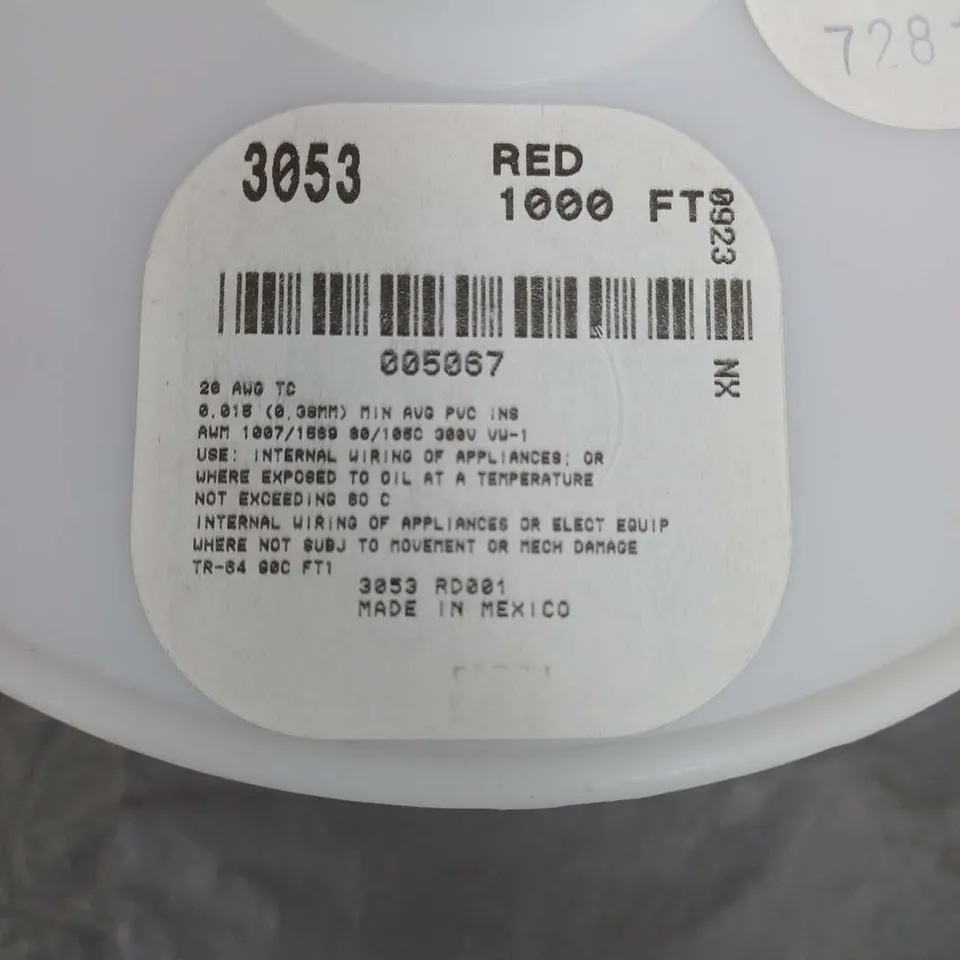 728
3053 RED
1000 FT
0923
005067
NX
20 AWG TC
0.015 (0.38MM) MIN AVG PVC INS
AWM 1007/1569 80/105C 300V VW-1
USE: INTERNAL WIRING OF APPLIANCES; OR
WHERE EXPOSED TO OIL AT A TEMPERATURE
NOT EXCEEDING 60 C
INTERNAL WIRING OF APPLIANCES OR ELECT EQUIP
WHERE NOT SUBJ TO MOVEMENT OR MECH DAMAGE
TR-64 90C FT1
3053 RD001
MADE IN MEXICO